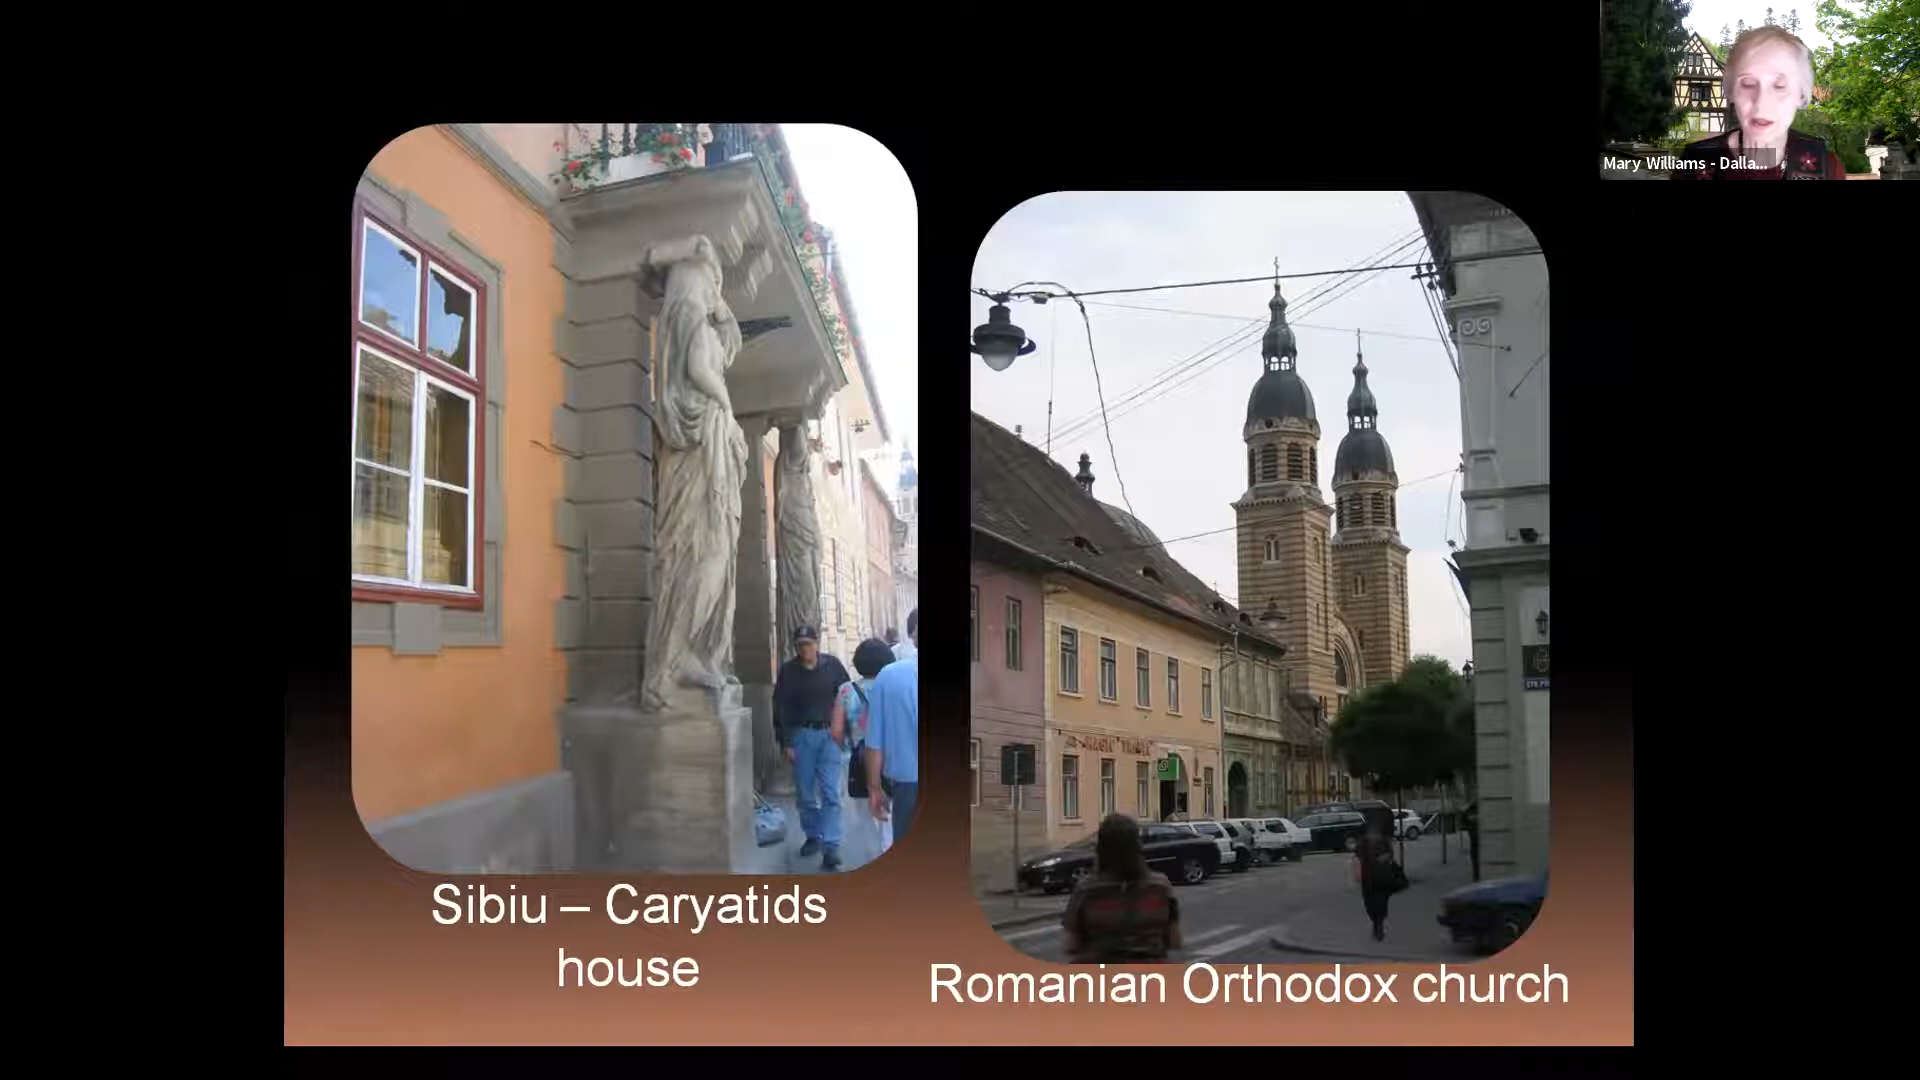 Mary Williams - Dalla...
Sibiu – Caryatids
house
Romanian Orthodox church